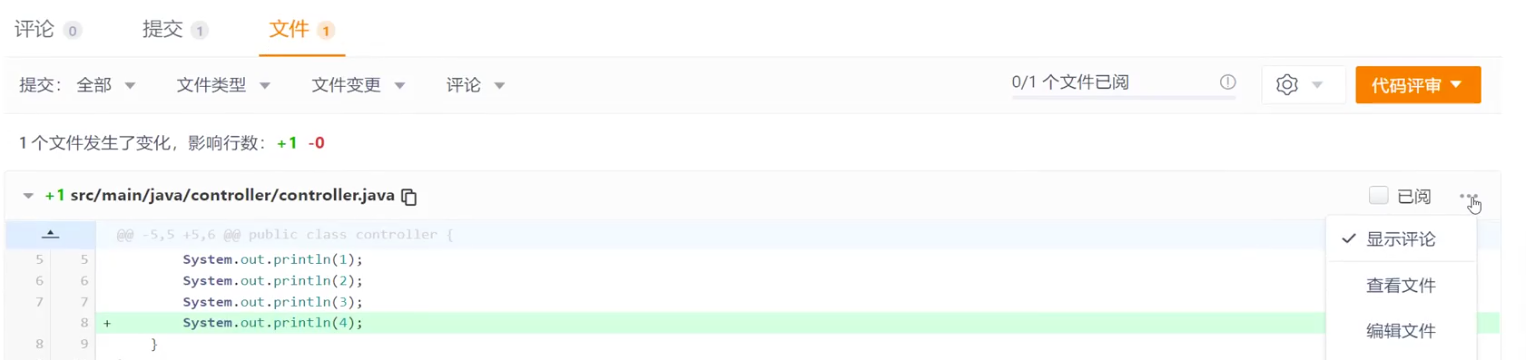 评论 0 提交 1 文件 1
提交： 全部 文件类型 文件变更 评论 0/1 个文件已阅 代码评审
1 个文件发生了变化，影响行数： +1 -0
+1 src/main/java/controller/controller.java 已阅
@@ -5,5 +5,6 @@ public class controller {
显示评论
5 5 System.out.println(1);
6 6 System.out.println(2);
查看文件
7 7 System.out.println(3);
8 + System.out.println(4);
编辑文件
8 9 }